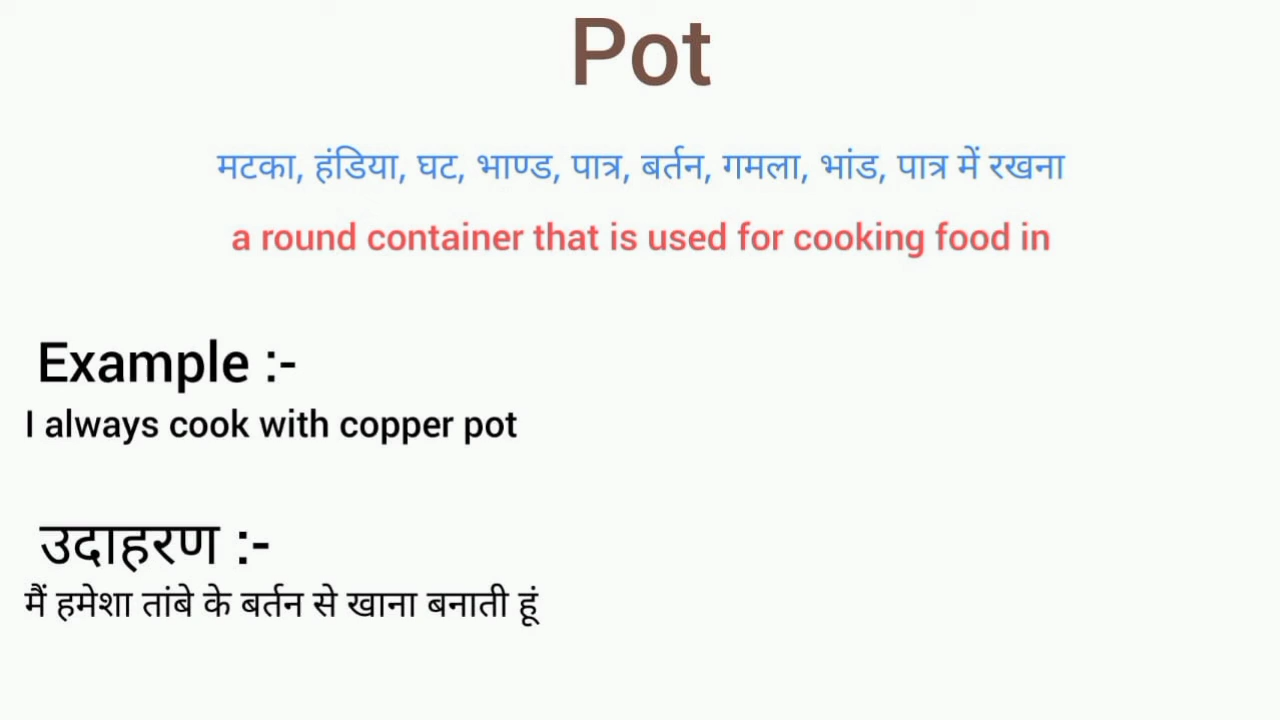 Pot
मटका, हंडिया, घट, भाण्ड, पात्र, बर्तन, गमला, भांड, पात्र में रखना
a round container that is used for cooking food in
Example :-
I always cook with copper pot
उदाहरण :-
मैं हमेशा तांबे के बर्तन से खाना बनाती हूं